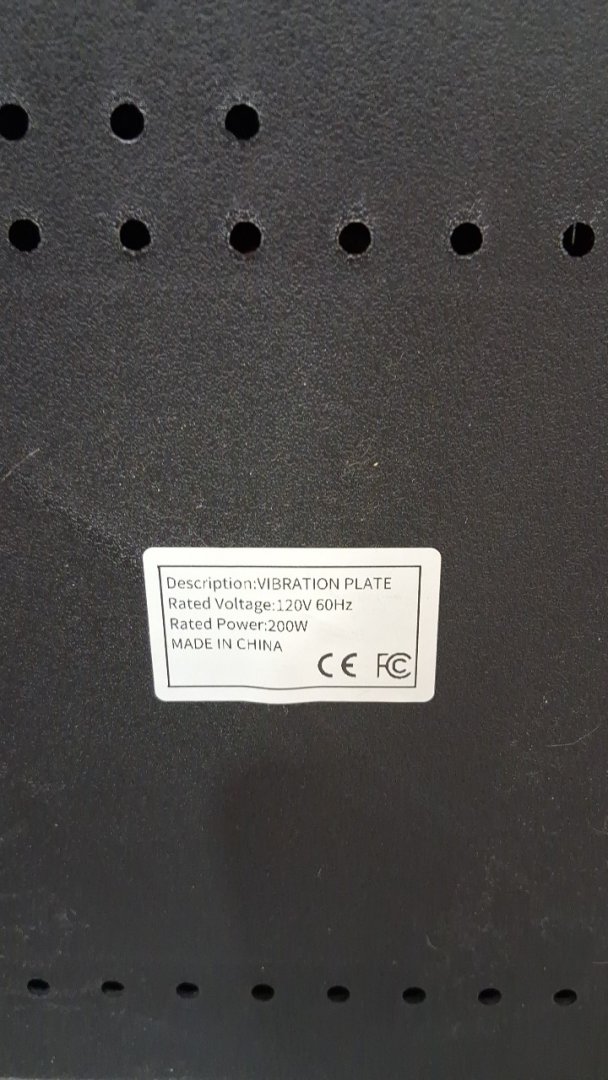 Description:VIBRATION PLATE
Rated Voltage:120V 60Hz
Rated Power:200W
MADE IN CHINA
CE FC